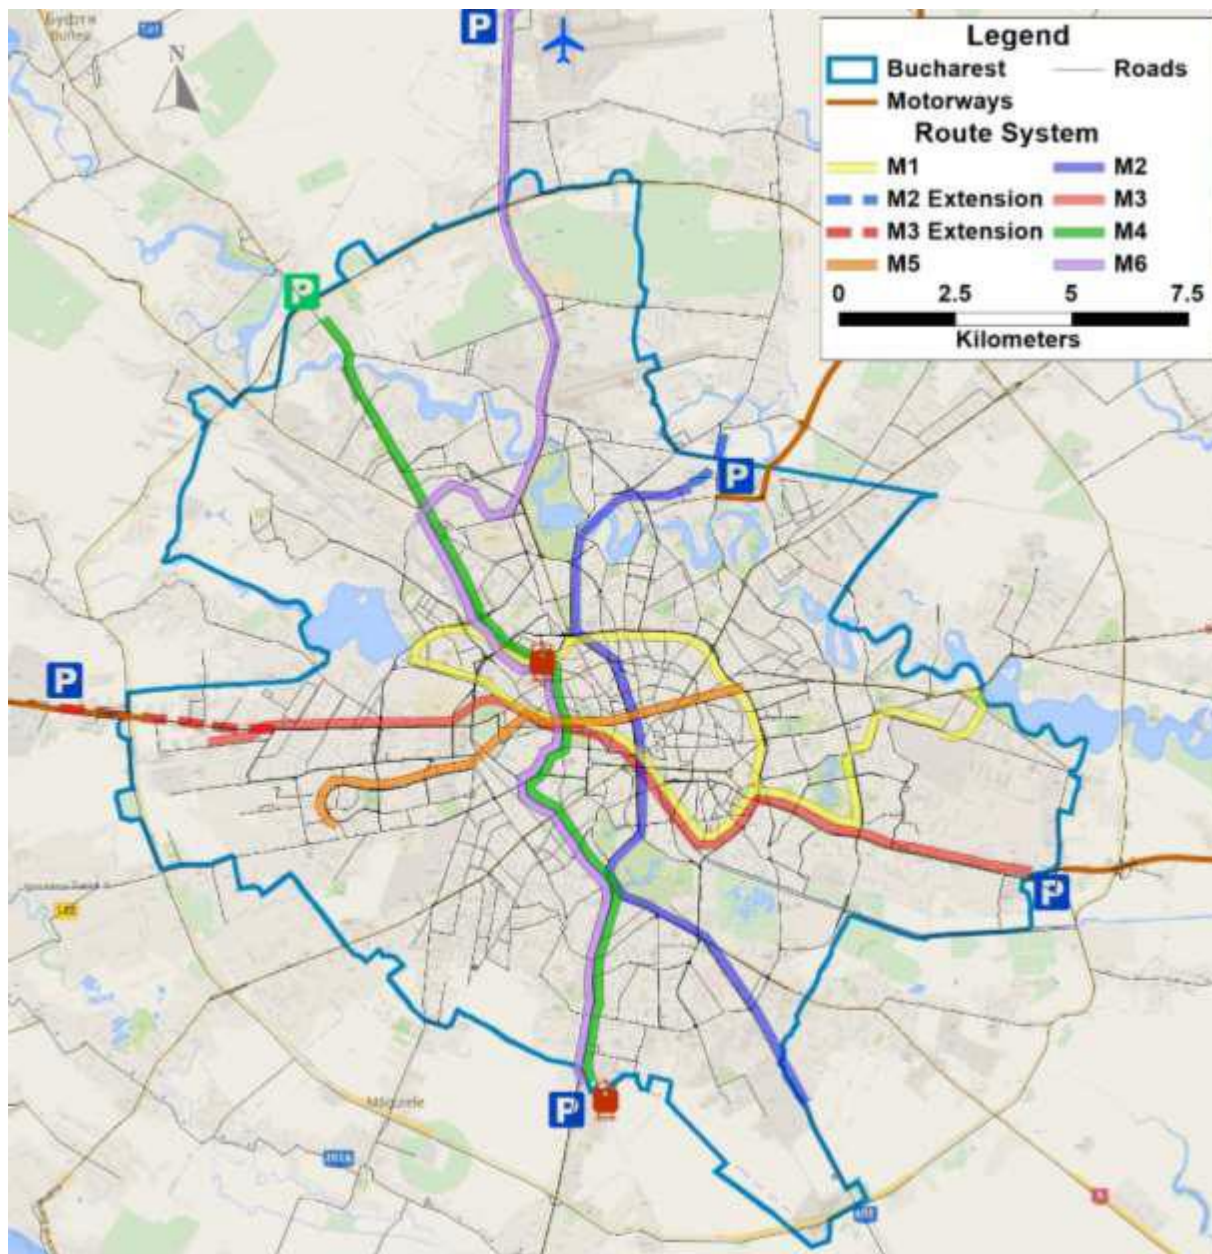 P
Legend
Bucharest
Roads
Motorways
Route System
M1
M2
M2 Extension
M3
M3 Extension
M4
M5
M6
0 2.5 5 7.5
Kilometers
N
P
P
P
P
P
Măgurele